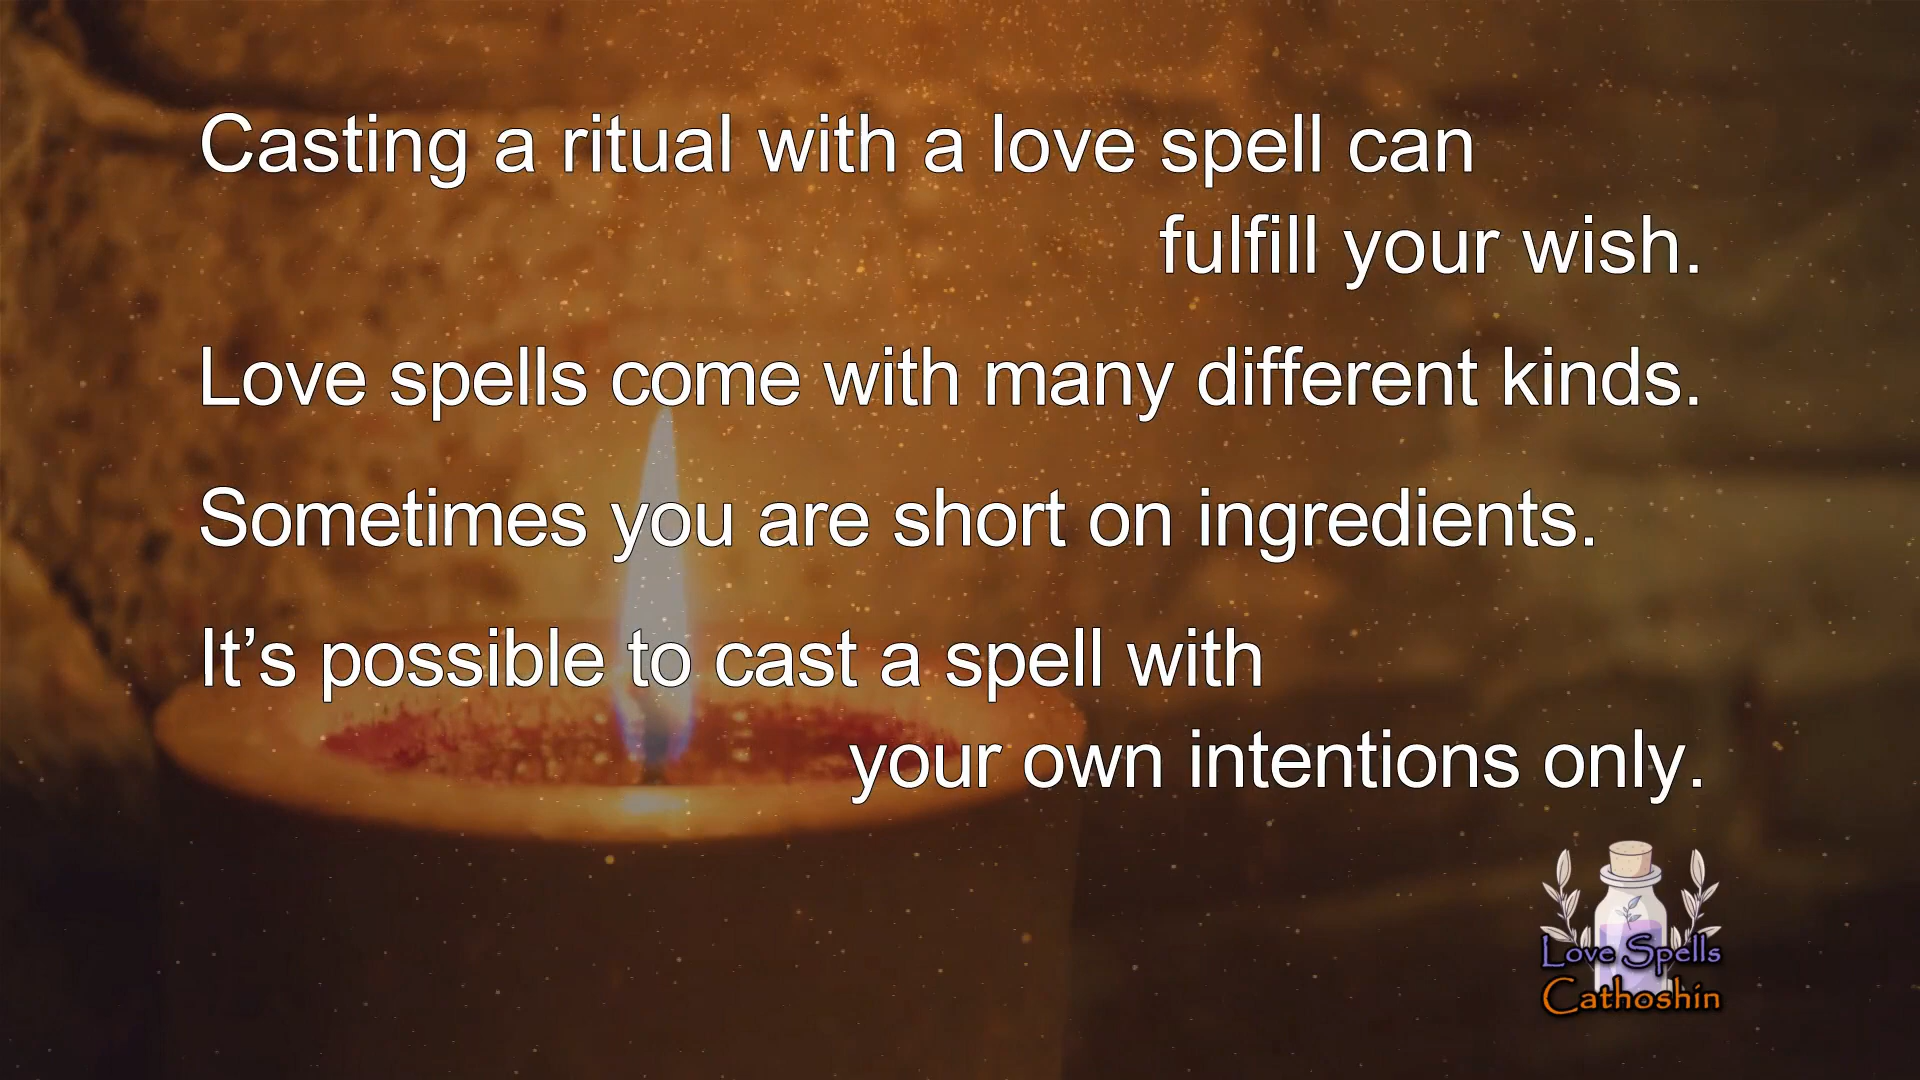 Casting a ritual with a love spell can
fulfill your wish.
Love spells come with many different kinds.
Sometimes you are short on ingredients.
It’s possible to cast a spell with
your own intentions only.
Love Spells
Cathoshin